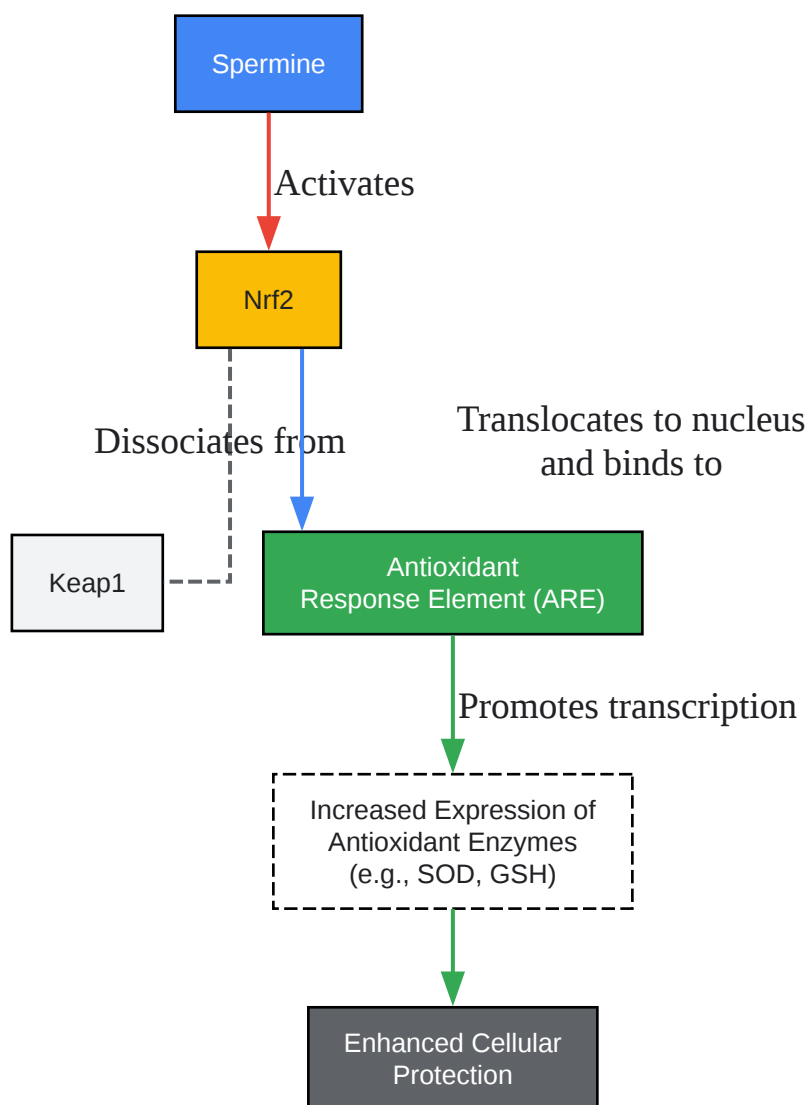 Spermine
Activates
Nrf2
Dissociates from
Translocates to nucleus
and binds to
Keap1
Antioxidant
Response Element (ARE)
Promotes transcription
Increased Expression of
Antioxidant Enzymes
(e.g., SOD, GSH)
Enhanced Cellular
Protection